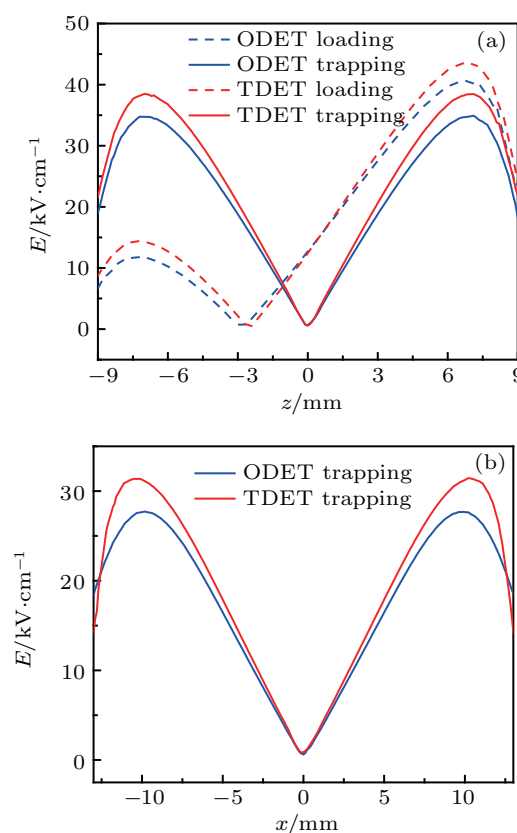 (a)
ODET loading
ODET trapping
TDET loading
TDET trapping
50
40
30
20
10
0
E/kV·cm−1
−9 −6 −3 0 3 6 9
z/mm
(b)
ODET trapping
TDET trapping
30
20
10
0
E/kV·cm−1
−10 −5 0 5 10
x/mm